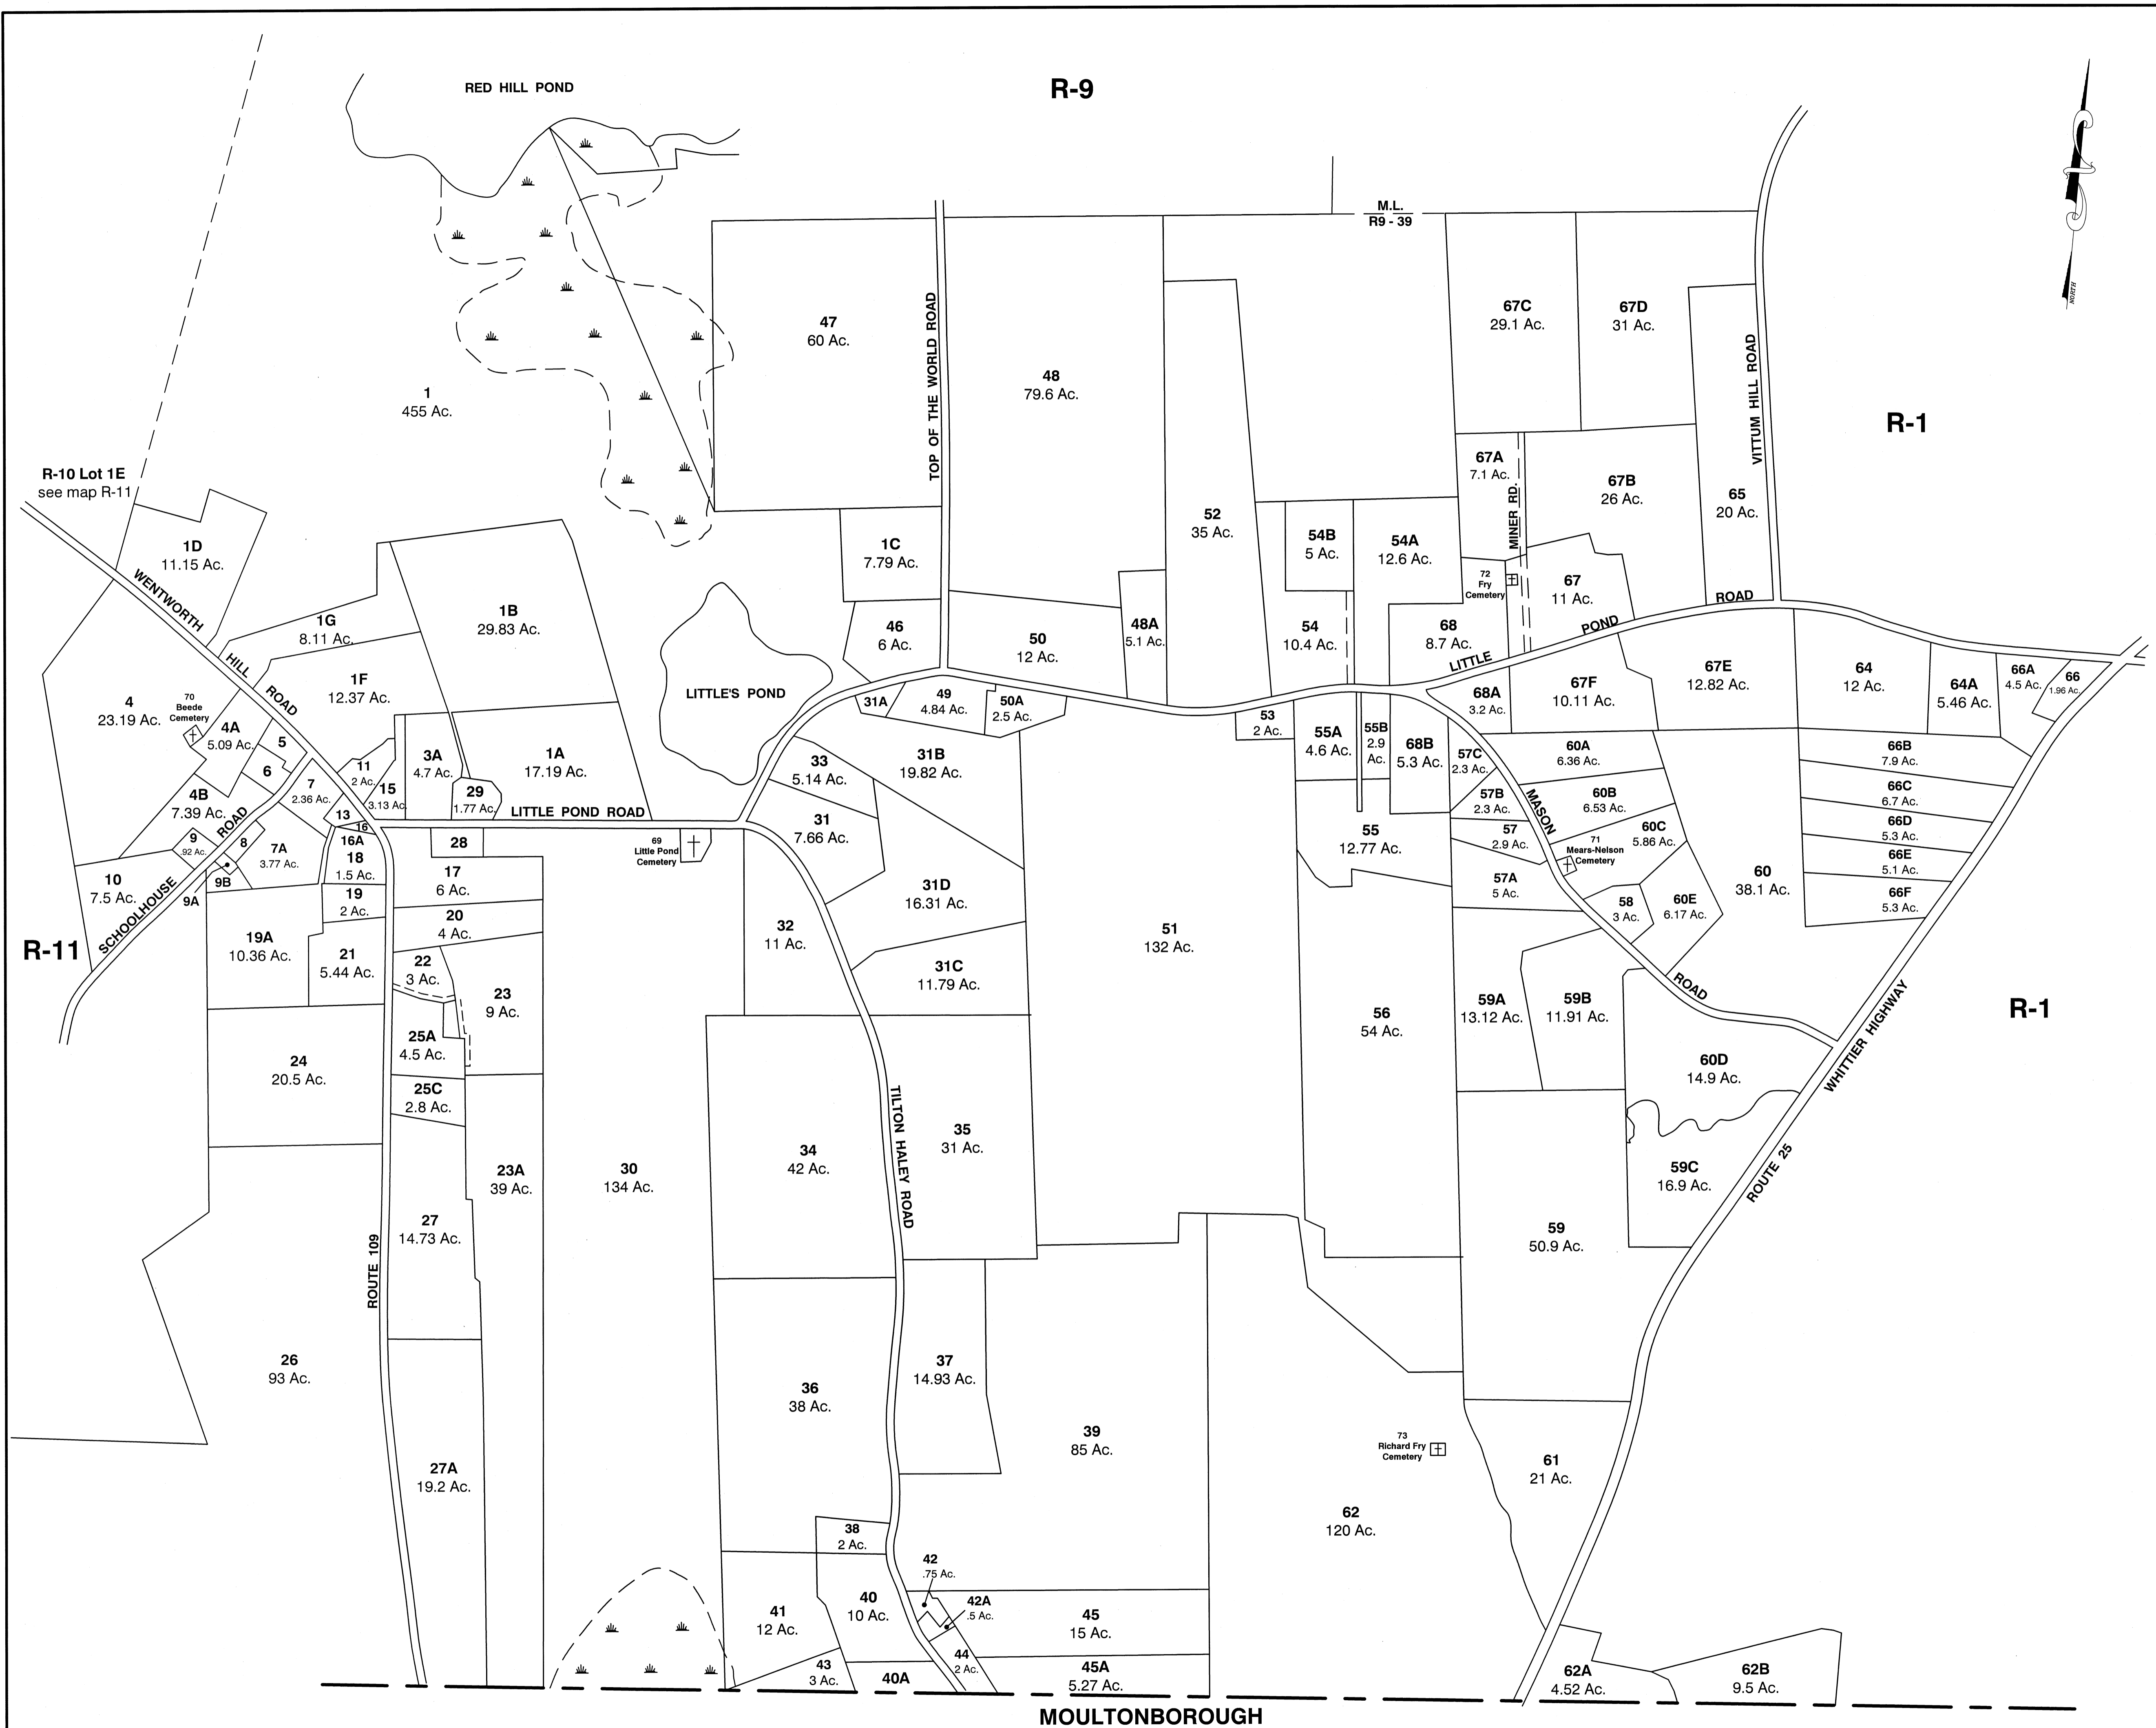 RED HILL POND
R-9
NORTH
M.L.
R9 - 39
47
60 Ac.
TOP OF THE WORLD ROAD
48
79.6 Ac.
67C
29.1 Ac.
67D
31 Ac.
VITTUM HILL ROAD
R-1
1
455 Ac.
R-10 Lot 1E
see map R-11
1D
11.15 Ac.
1C
7.79 Ac.
52
35 Ac.
54B
5 Ac.
54A
12.6 Ac.
67A
7.1 Ac.
MINER RD.
67B
26 Ac.
65
20 Ac.
72
Fry
Cemetery
67
11 Ac.
WENTWORTH
HILL
ROAD
1G
8.11 Ac.
1B
29.83 Ac.
46
6 Ac.
50
12 Ac.
48A
5.1 Ac.
54
10.4 Ac.
68
8.7 Ac.
LITTLE
POND
ROAD
1F
12.37 Ac.
LITTLE'S POND
31A
49
4.84 Ac.
50A
2.5 Ac.
68A
3.2 Ac.
67F
10.11 Ac.
67E
12.82 Ac.
64
12 Ac.
64A
5.46 Ac.
66A
4.5 Ac.
66
1.96 Ac.
4
23.19 Ac.
70
Beede
Cemetery
4A
5.09 Ac.
5
6
53
2 Ac.
55A
4.6 Ac.
55B
2.9
Ac.
68B
5.3 Ac.
57C
2.3 Ac.
60A
6.36 Ac.
66B
7.9 Ac.
11
2 Ac.
3A
4.7 Ac.
1A
17.19 Ac.
33
5.14 Ac.
31B
19.82 Ac.
7
2.36 Ac.
15
3.13 Ac.
29
1.77 Ac.
57B
2.3 Ac.
MASON
60B
6.53 Ac.
66C
6.7 Ac.
4B
7.39 Ac.
13
16
LITTLE POND ROAD
31
7.66 Ac.
55
12.77 Ac.
57
2.9 Ac.
60C
5.86 Ac.
66D
5.3 Ac.
9
.92 Ac.
SCHOOLHOUSE
ROAD
8
7A
3.77 Ac.
16A
18
1.5 Ac.
28
69
Little Pond
Cemetery
71
Mears-Nelson
Cemetery
66E
5.1 Ac.
10
7.5 Ac.
9B
9A
17
6 Ac.
31D
16.31 Ac.
57A
5 Ac.
58
3 Ac.
60E
6.17 Ac.
60
38.1 Ac.
66F
5.3 Ac.
19
2 Ac.
20
4 Ac.
R-11
19A
10.36 Ac.
21
5.44 Ac.
22
3 Ac.
23
9 Ac.
32
11 Ac.
31C
11.79 Ac.
51
132 Ac.
56
54 Ac.
59A
13.12 Ac.
59B
11.91 Ac.
ROAD
R-1
24
20.5 Ac.
25A
4.5 Ac.
25C
2.8 Ac.
60D
14.9 Ac.
WHITTIER HIGHWAY
34
42 Ac.
TILTON HALEY ROAD
35
31 Ac.
ROUTE 25
59C
16.9 Ac.
23A
39 Ac.
30
134 Ac.
27
14.73 Ac.
ROUTE 109
59
50.9 Ac.
26
93 Ac.
36
38 Ac.
37
14.93 Ac.
39
85 Ac.
73
Richard Fry
Cemetery
61
21 Ac.
27A
19.2 Ac.
62
120 Ac.
38
2 Ac.
42
.75 Ac.
41
12 Ac.
40
10 Ac.
42A
.5 Ac.
45
15 Ac.
43
3 Ac.
40A
44
2 Ac.
45A
5.27 Ac.
62A
4.52 Ac.
62B
9.5 Ac.
MOULTONBOROUGH